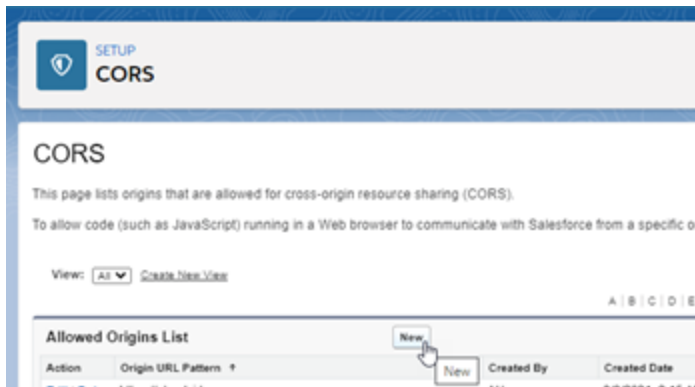 SETUP
CORS
CORS
This page lists origins that are allowed for cross-origin resource sharing (CORS).
To allow code (such as JavaScript) running in a Web browser to communicate with Salesforce from a specific o
View: All Create New View
A | B | C | D | E
Allowed Origins List New
New
Action Origin URL Pattern ↑ Created By Created Date